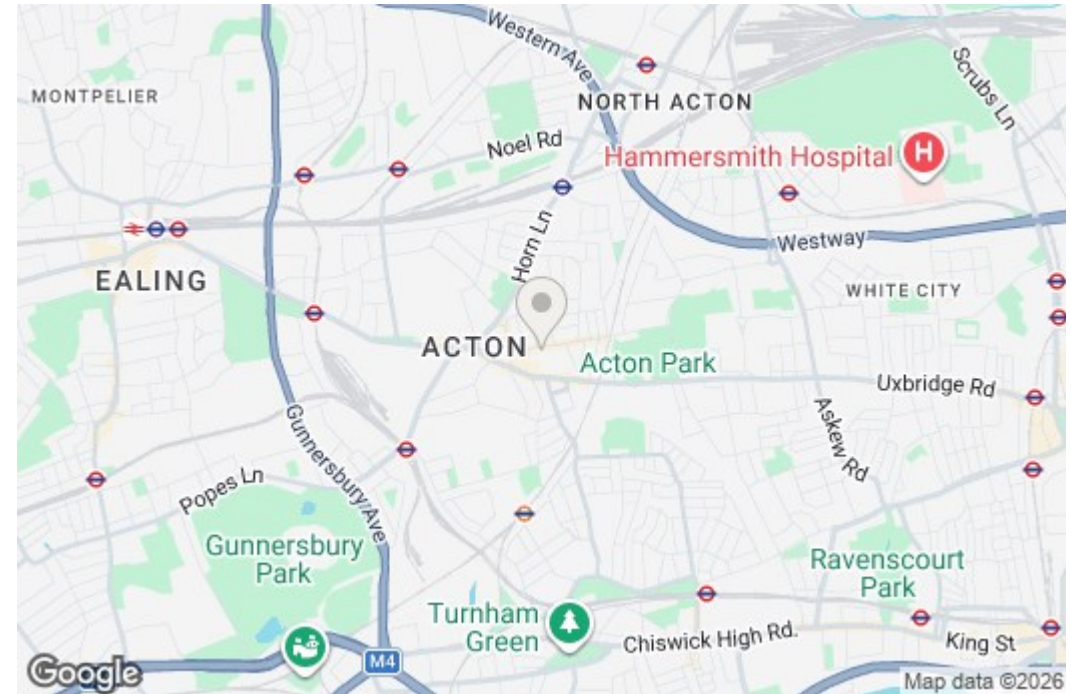 Western Ave
Scrubs Ln
MONTPELIER
NORTH ACTON
Noel Rd
Hammersmith Hospital
H
Horn Ln
Westway
EALING
WHITE CITY
ACTON
Acton Park
Uxbridge Rd
Askew Rd
Gunnersbury Ave
Popes Ln
Gunnersbury
Park
Ravenscourt
Park
Turnham
Green
Chiswick High Rd.
King St
M4
Google
Map data ©2026